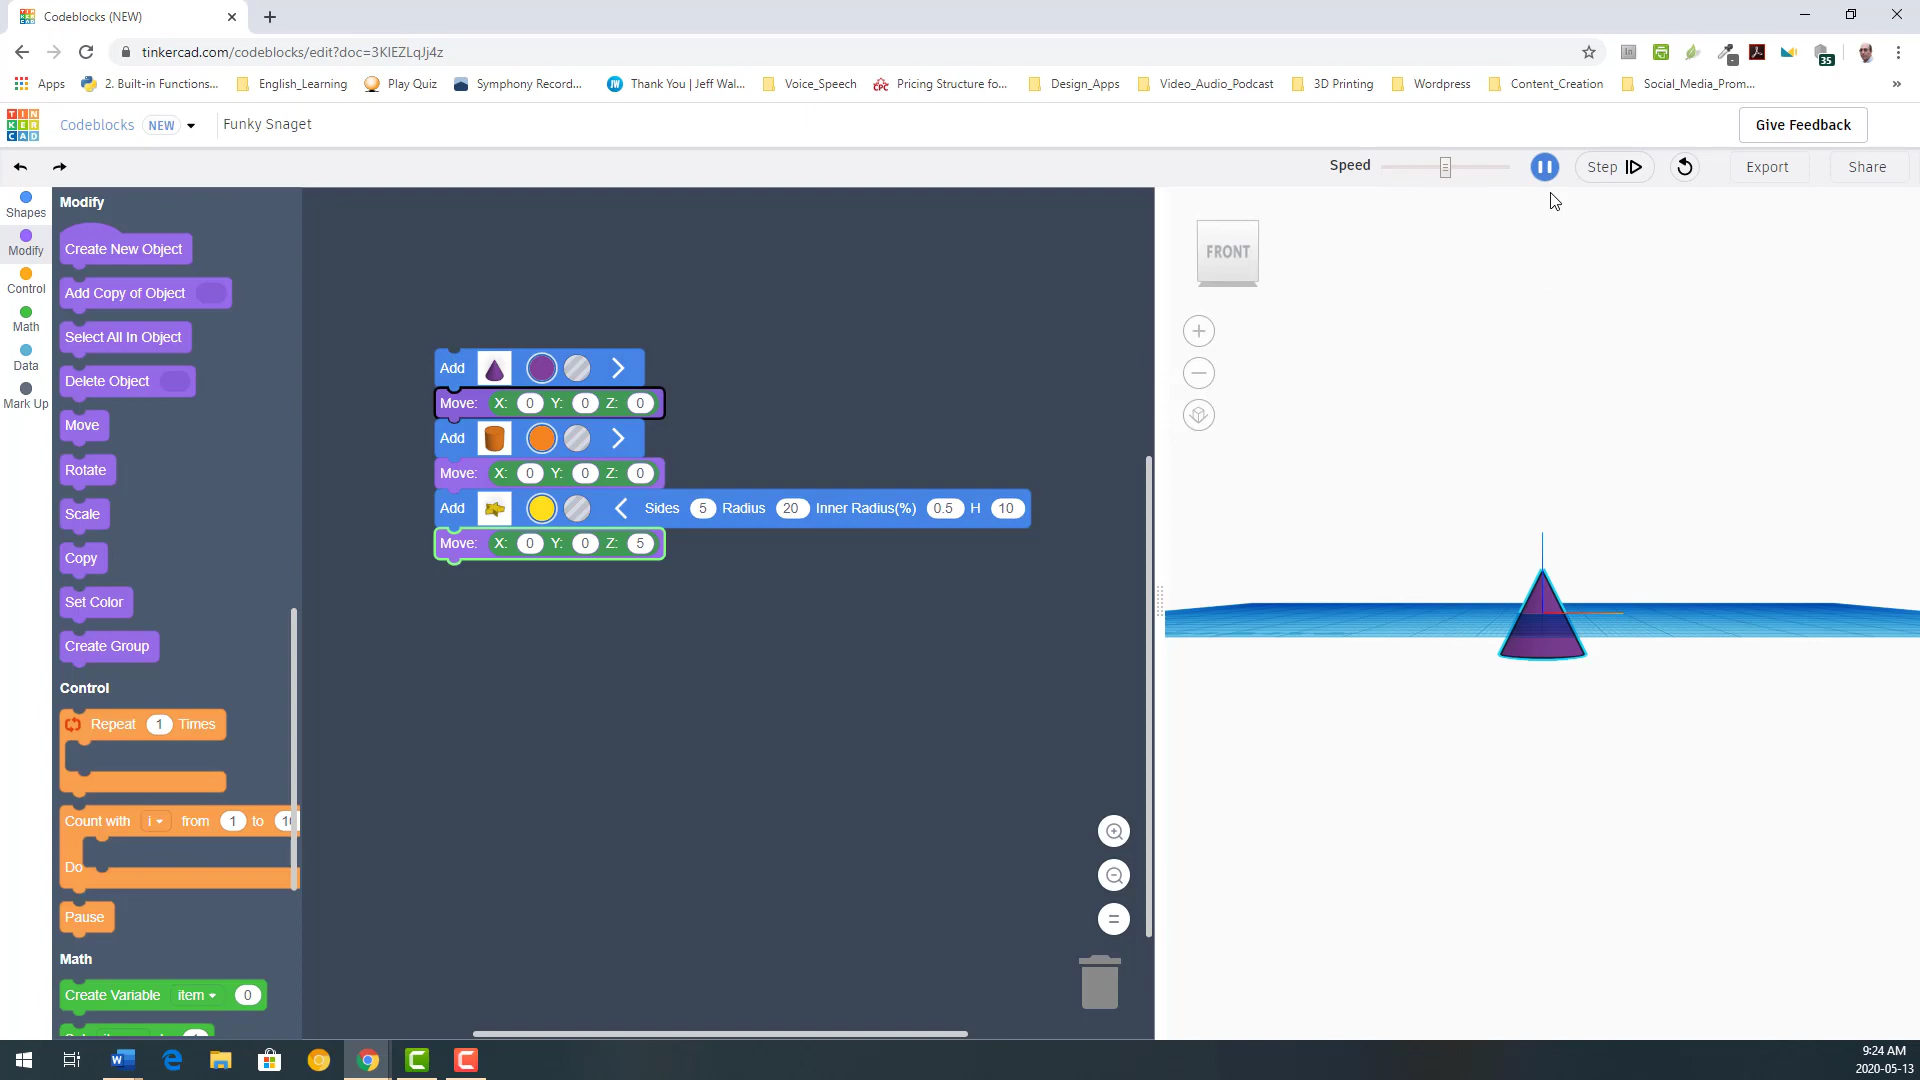 Codeblocks (NEW)
tinkercad.com/codeblocks/edit?doc=3KIEZLqJj4z
35
Apps 2. Built-in Functions... English_Learning Play Quiz Symphony Record... Thank You | Jeff Wal... Voice_Speech Pricing Structure fo... Design_Apps Video_Audio_Podcast 3D Printing Wordpress Content_Creation Social_Media_Prom... »
TIN
KER
CAD
Codeblocks NEW Funky Snaget Give Feedback
Speed Step Export Share
Shapes
Modify
Control
Math
Data
Mark Up
Modify
Create New Object
Add Copy of Object
Select All In Object
Delete Object
Move
Rotate
Scale
Copy
Set Color
Create Group
Control
Repeat 1 Times
Count with i from 1 to 10
Do
Pause
Math
Create Variable item 0
Add
Move: X: 0 Y: 0 Z: 0
Add
Move: X: 0 Y: 0 Z: 0
Add Sides 5 Radius 20 Inner Radius(%) 0.5 H 10
Move: X: 0 Y: 0 Z: 5
FRONT
9:24 AM
2020-05-13